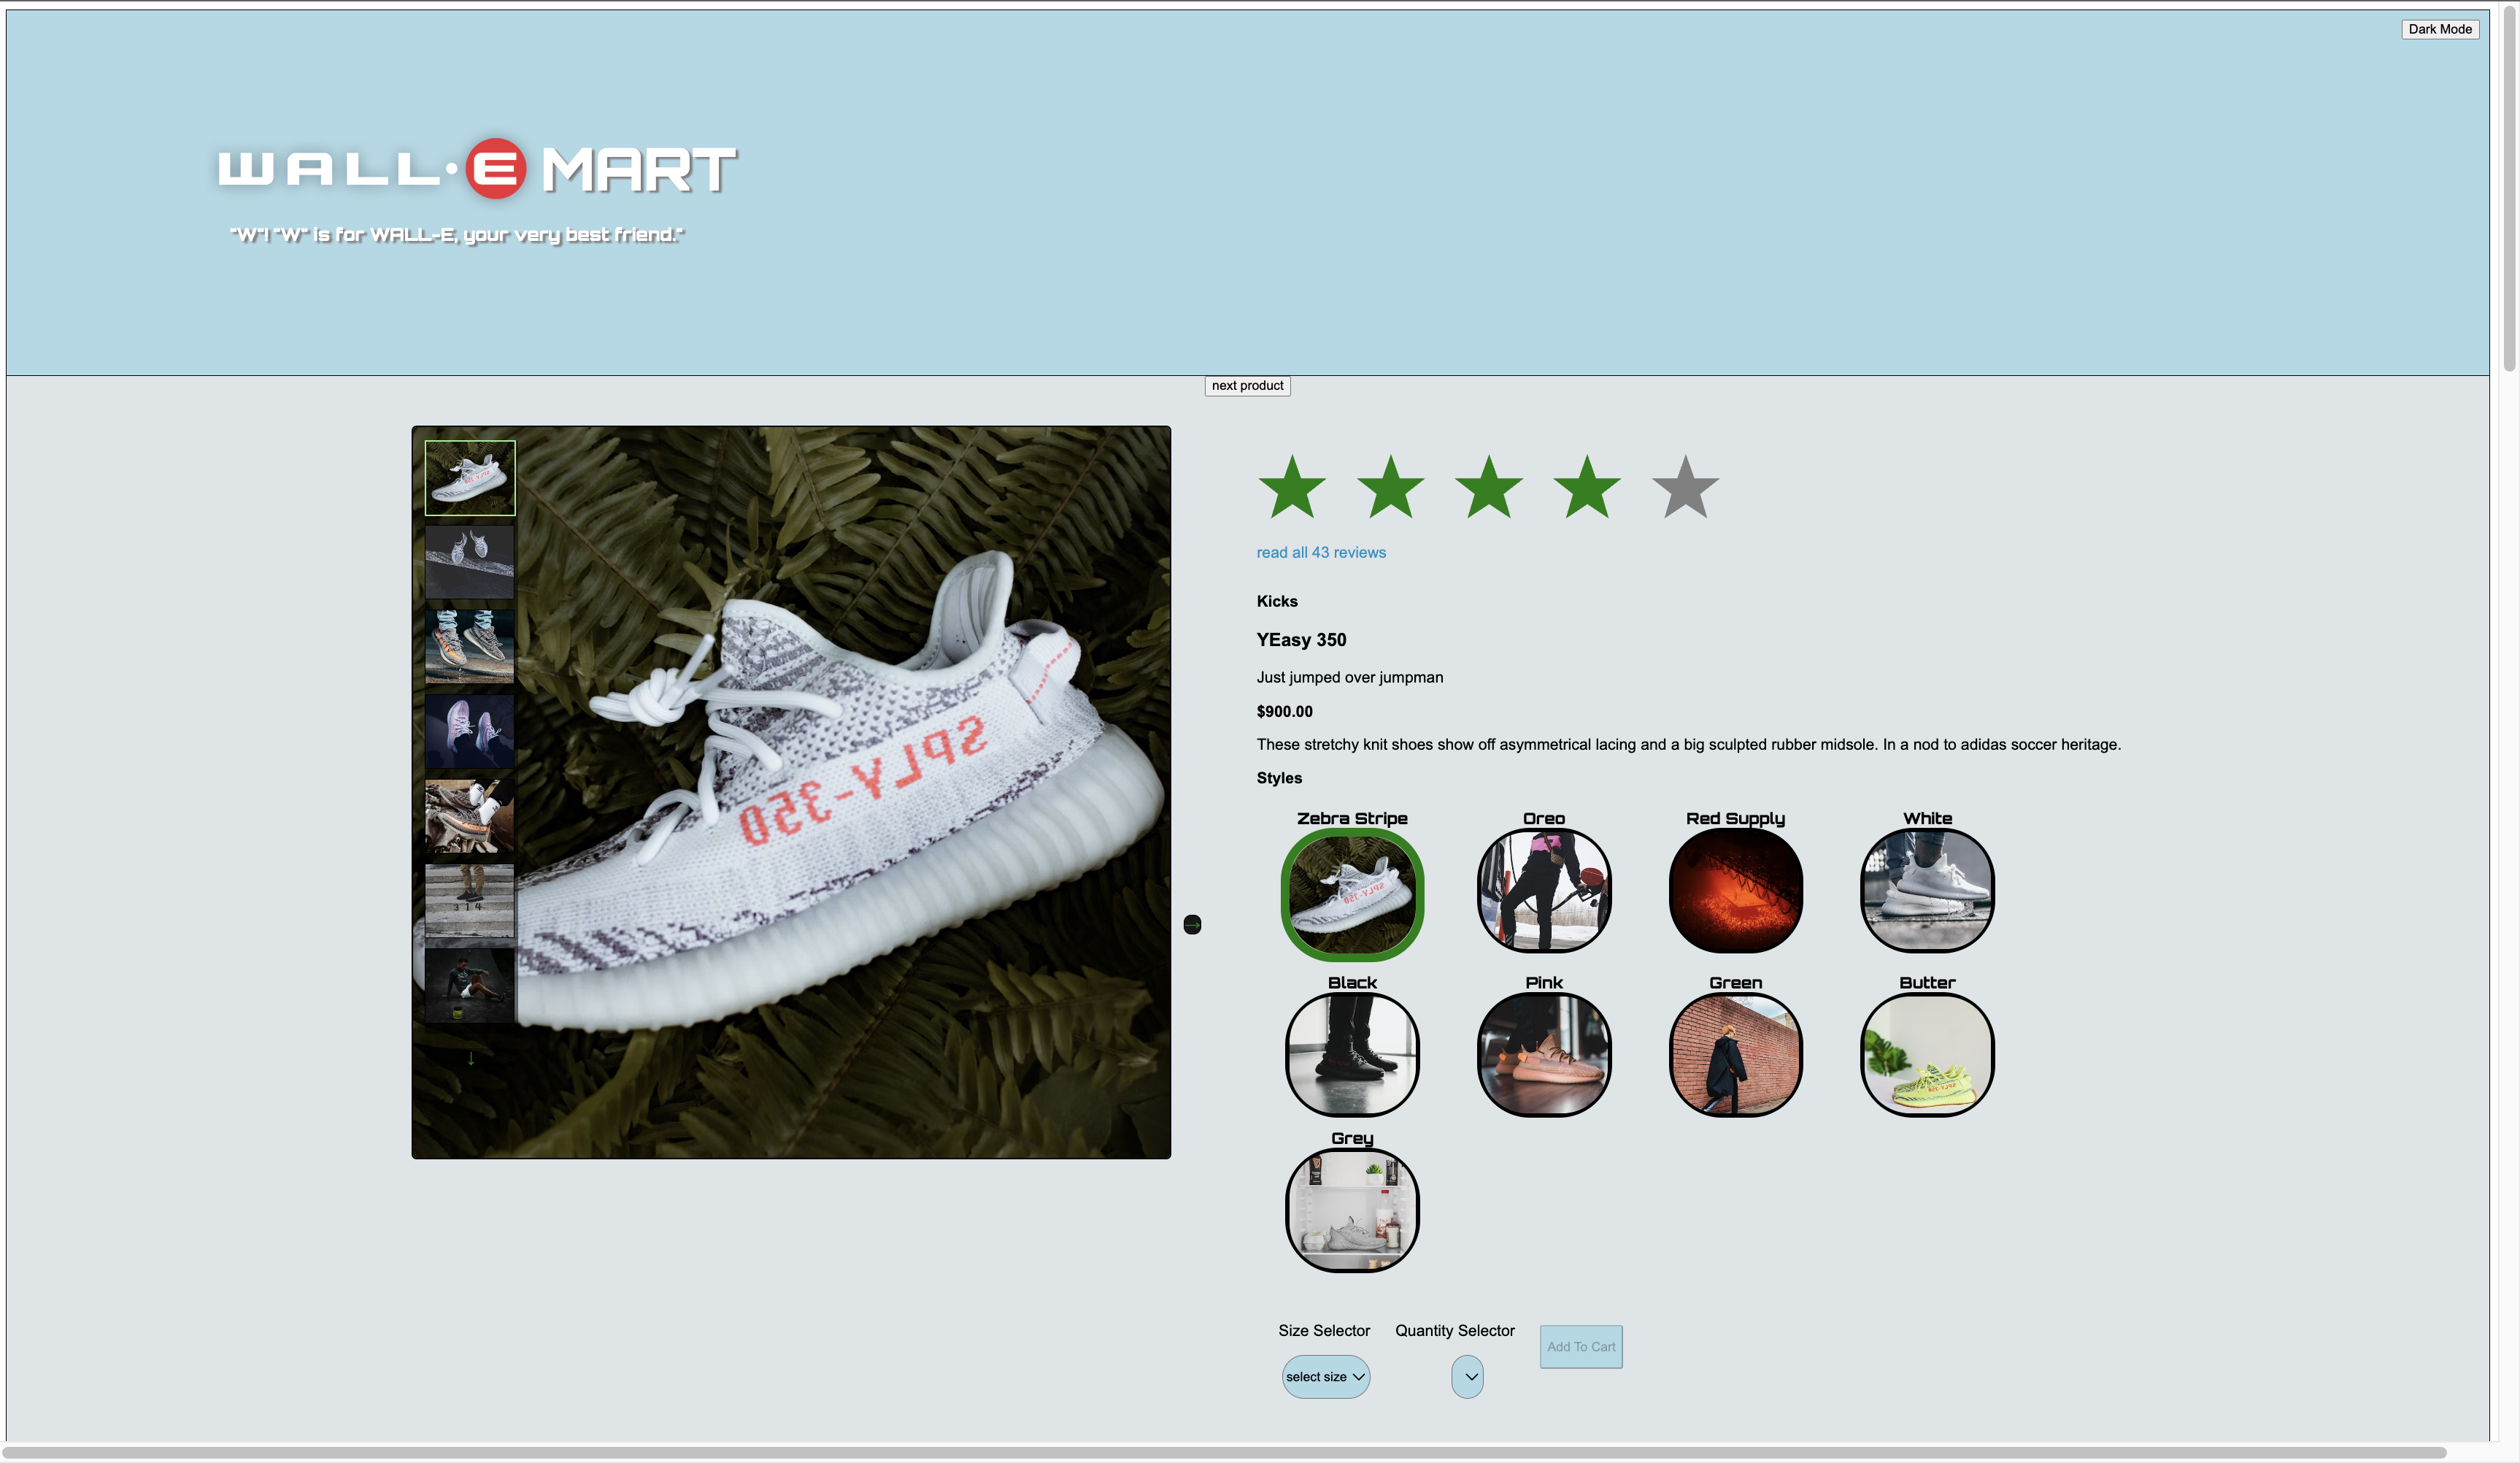 Dark Mode
WALL·E MART
"W"! "W" is for WALL-E, your very best friend."
next product
read all 43 reviews
Kicks
YEasy 350
Just jumped over jumpman
$900.00
These stretchy knit shoes show off asymmetrical lacing and a big sculpted rubber midsole. In a nod to adidas soccer heritage.
SPLY-350
Styles
Zebra Stripe
Oreo
Red Supply
White
Black
Pink
Green
Butter
Grey
Size Selector
Quantity Selector
Add To Cart
select size